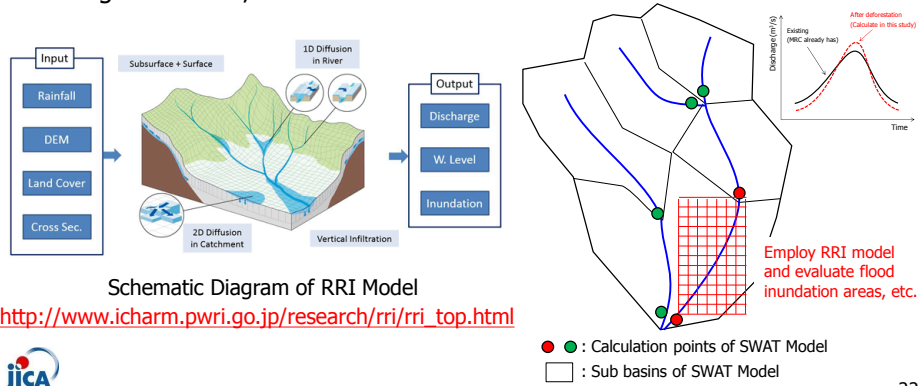 Input
Rainfall
DEM
Land Cover
Cross Sec.
Subsurface + Surface
1D Diffusion
in River
2D Diffusion
in Catchment
Vertical Infiltration
Output
Discharge
W. Level
Inundation
Schematic Diagram of RRI Model
http://www.icharm.pwri.go.jp/research/rri/rri_top.html
jICA
Discharge (m³/s)
Existing
(MRC already has)
After deforestation
(Calculate in this study)
Time
Employ RRI model
and evaluate flood
inundation areas, etc.
: Calculation points of SWAT Model
: Sub basins of SWAT Model